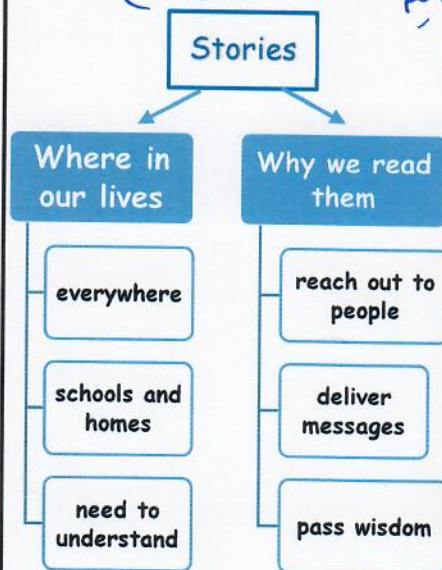 Stories
Where in
our lives
everywhere
schools and
homes
need to
understand
Why we read
them
reach out to
people
deliver
messages
pass wisdom